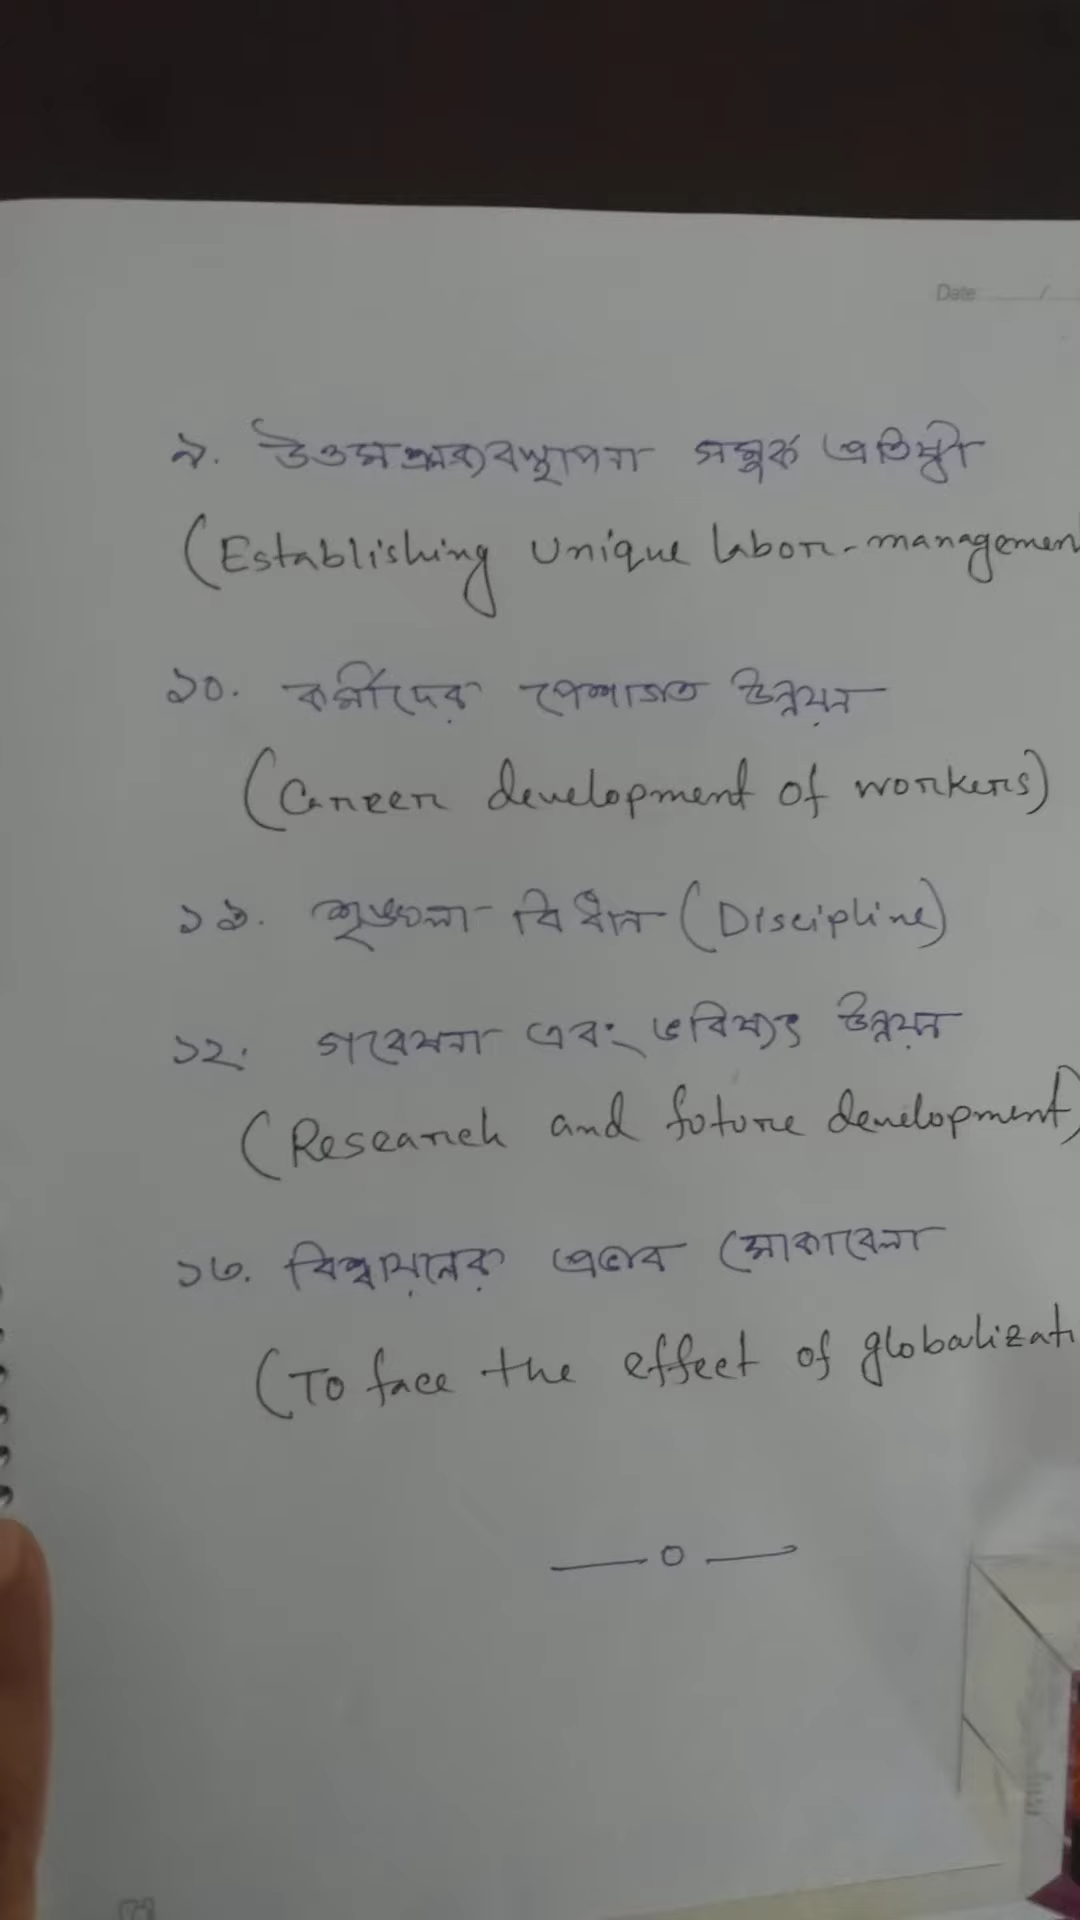 Date ...../
৯. উত্তম শ্রমব্যবস্থাপনা সম্পর্ক প্রতিষ্ঠা
(Establishing unique labor-managemen
১০. কর্মীদের পেশাগত উন্নয়ন
(Career development of workers)
১১. শৃঙ্খলা বিধান (Discipline)
১২. গবেষনা এবং ভবিষ্যৎ উন্নয়ন
(Research and future development)
১৩. বিশ্বায়নের প্রভাব মোকাবেলা
(To face the effect of globalizati